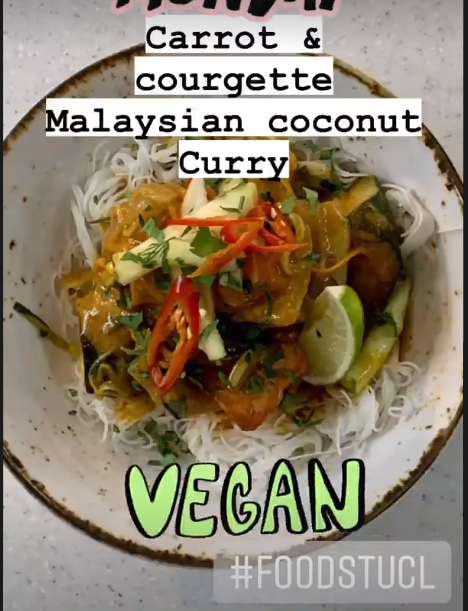 Carrot &
courgette
Malaysian coconut
Curry
VEGAN
#FOODSTUCL